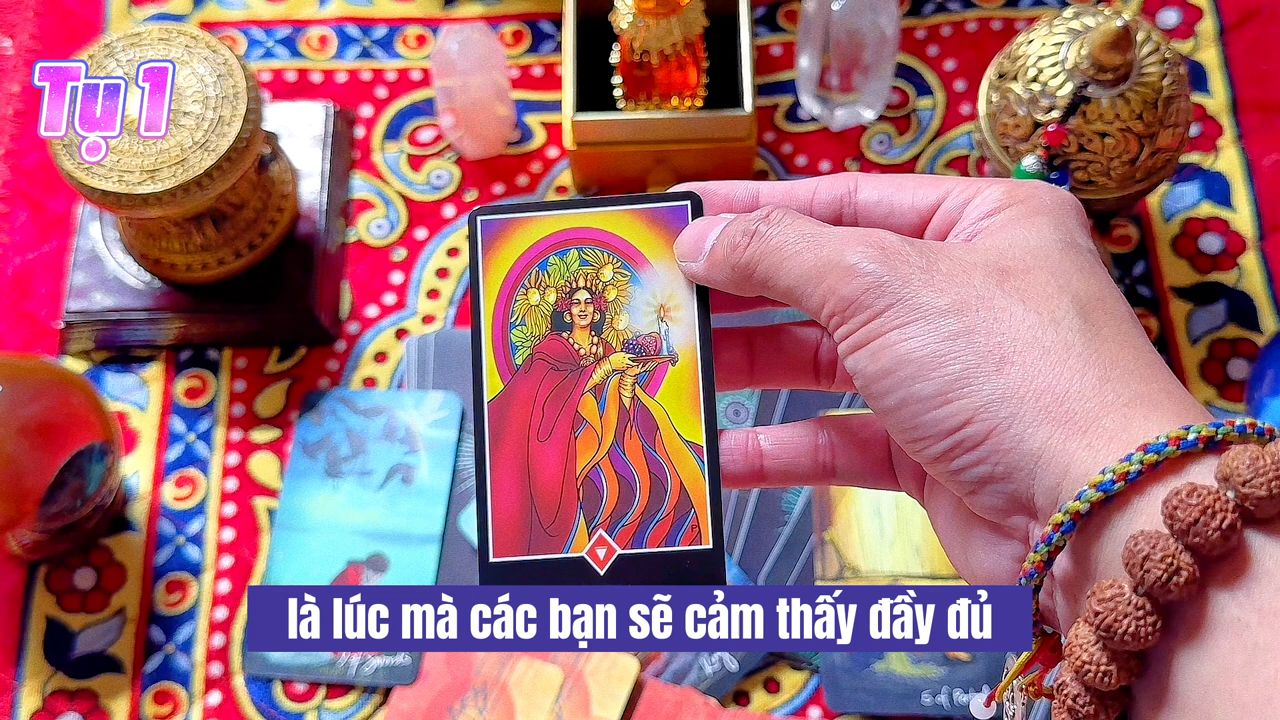 Tụ 1
là lúc mà các bạn sẽ cảm thấy đầy đủ